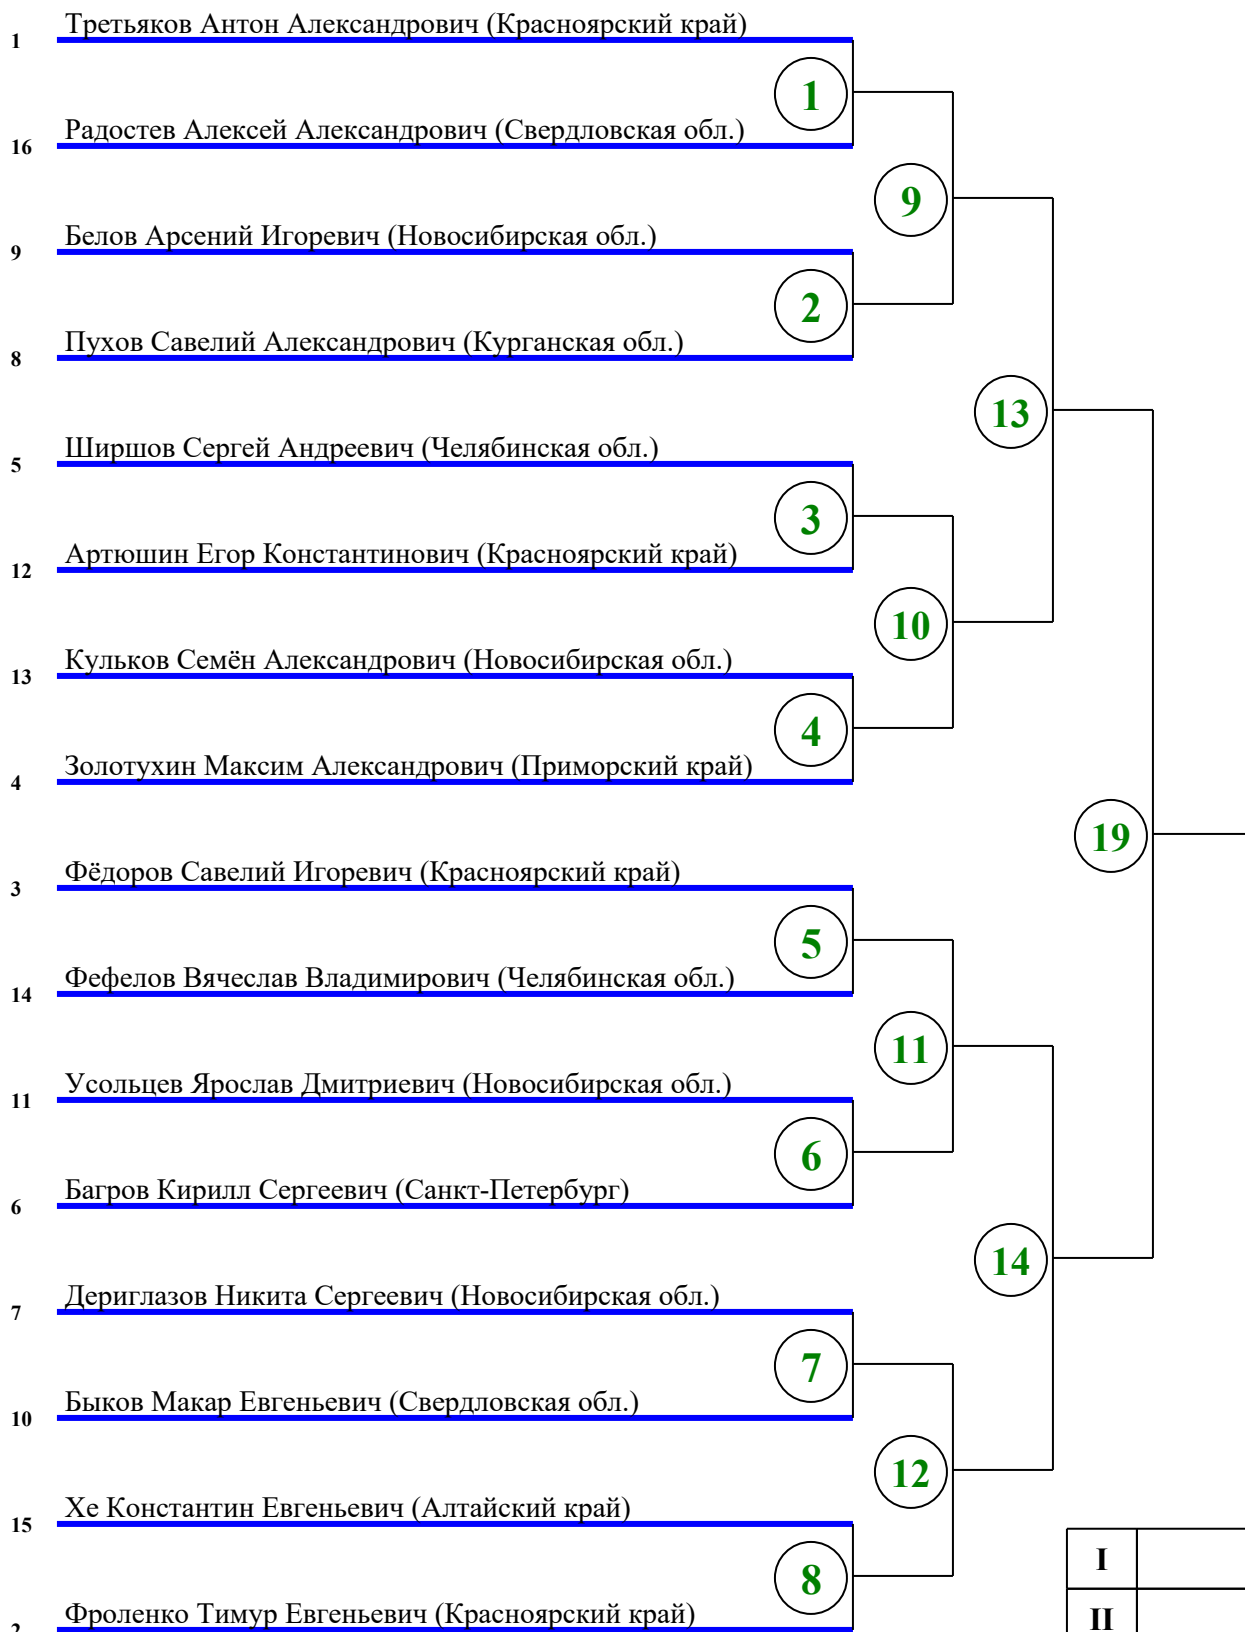 1 Третьяков Антон Александрович (Красноярский край)
1
16 Радостев Алексей Александрович (Свердловская обл.)
9
9 Белов Арсений Игоревич (Новосибирская обл.)
2
8 Пухов Савелий Александрович (Курганская обл.)
13
5 Ширшов Сергей Андреевич (Челябинская обл.)
3
12 Артюшин Егор Константинович (Красноярский край)
10
13 Кульков Семён Александрович (Новосибирская обл.)
4
4 Золотухин Максим Александрович (Приморский край)
19
3 Фёдоров Савелий Игоревич (Красноярский край)
5
14 Фефелов Вячеслав Владимирович (Челябинская обл.)
11
11 Усольцев Ярослав Дмитриевич (Новосибирская обл.)
6
6 Багров Кирилл Сергеевич (Санкт-Петербург)
14
7 Дериглазов Никита Сергеевич (Новосибирская обл.)
7
10 Быков Макар Евгеньевич (Свердловская обл.)
12
15 Хе Константин Евгеньевич (Алтайский край)
I
8
2 Фроленко Тимур Евгеньевич (Красноярский край)
II